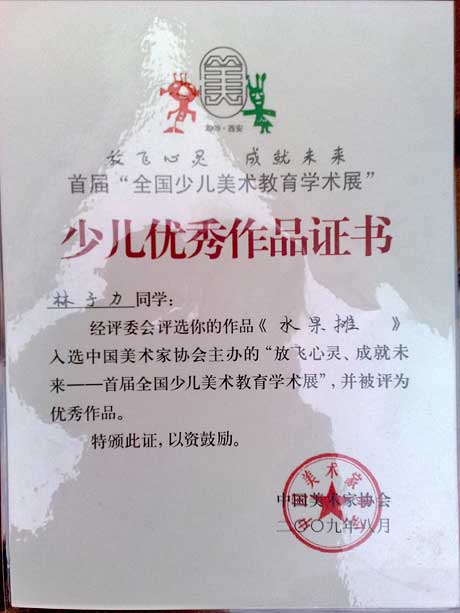 美
2009·西安
放飞心灵 成就未来
首届“全国少儿美术教育学术展”
少儿优秀作品证书
林子力同学：
经评委会评选你的作品《水果摊》
入选中国美术家协会主办的“放飞心灵、成就未
来——首届全国少儿美术教育学术展”，并被评为
优秀作品。
特颁此证，以资鼓励。
中国美术家协会
二〇〇九年八月